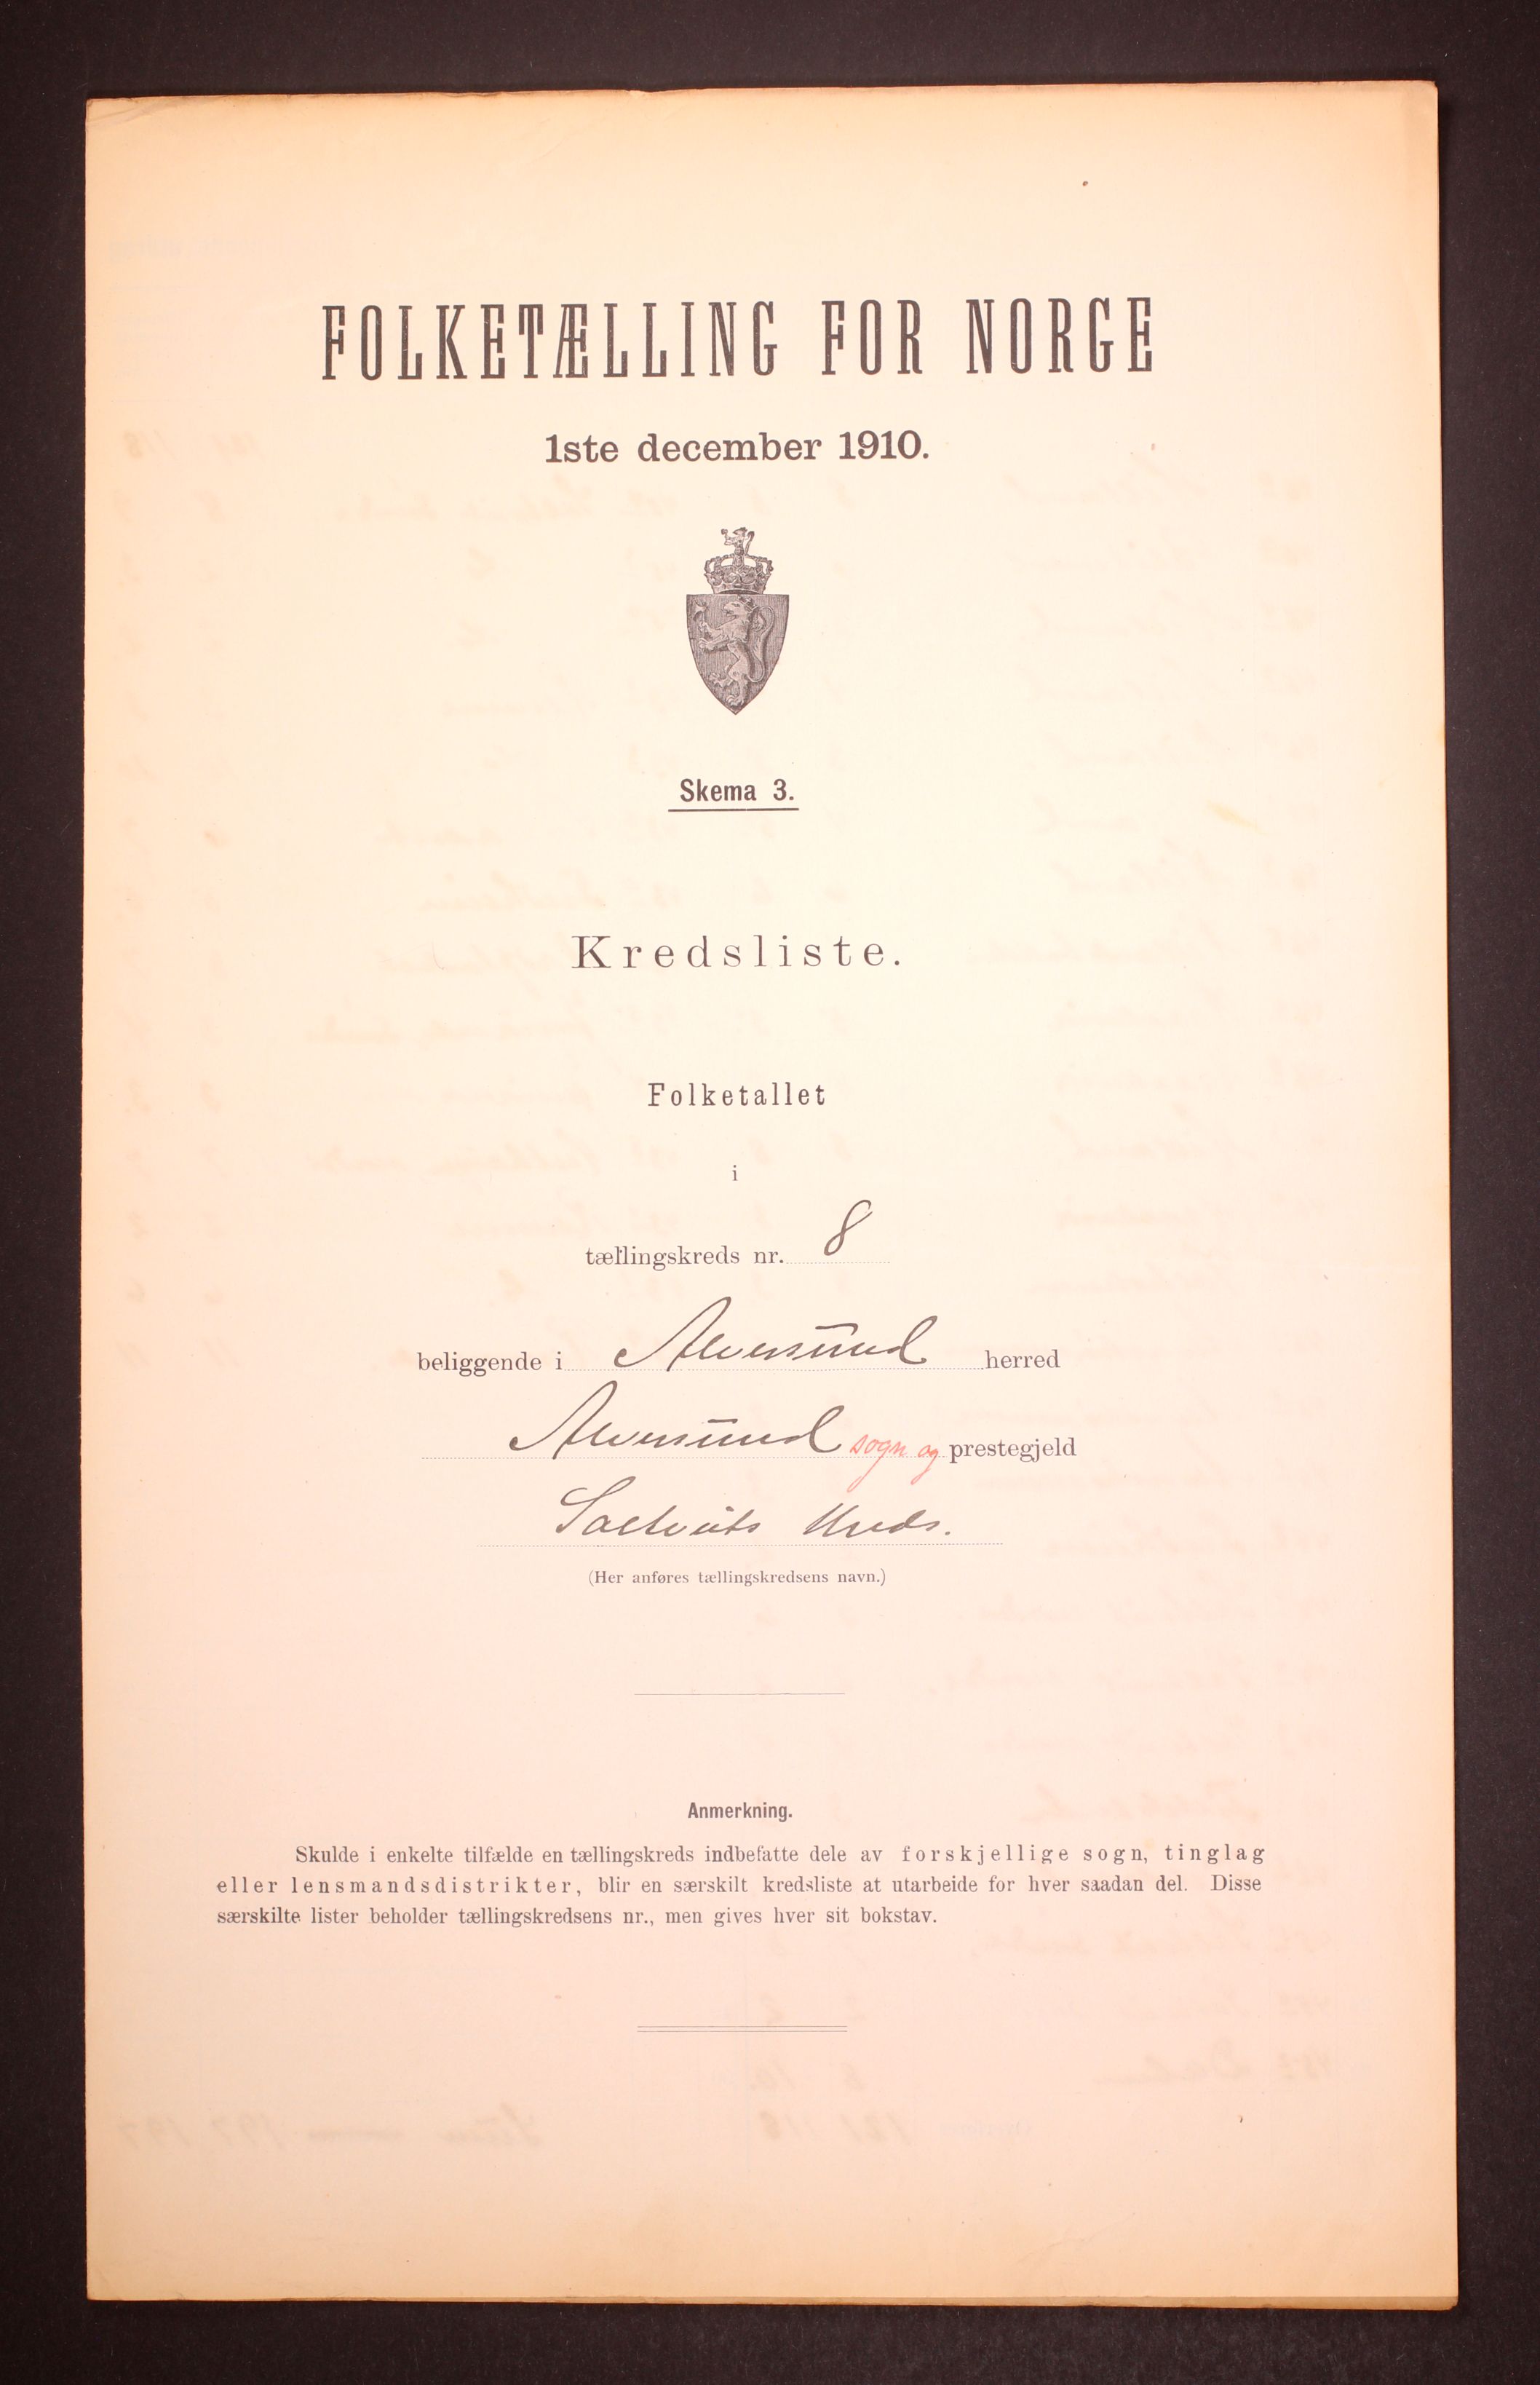 FOLKETÆLLING FOR NORGE
1ste december 1910.
Skema 3.
Kredsliste.
Folketallet
i
tællingskreds nr. 8
beliggende i Alversund herred
Alversund sogn og prestegjeld
Kreds.
(Her anføres tællingskredsens navn.)
Anmerkning.
Skulde i enkelte tilfælde en tællingskreds indbefatte dele av forskjellige sogn, tinglag
eller lensmandsdistrikter, blir en særskilt kredsliste at utarbeide for hver saadan del. Disse
særskilte lister beholder tællingskredsens nr., men gives hver sit bokstav.